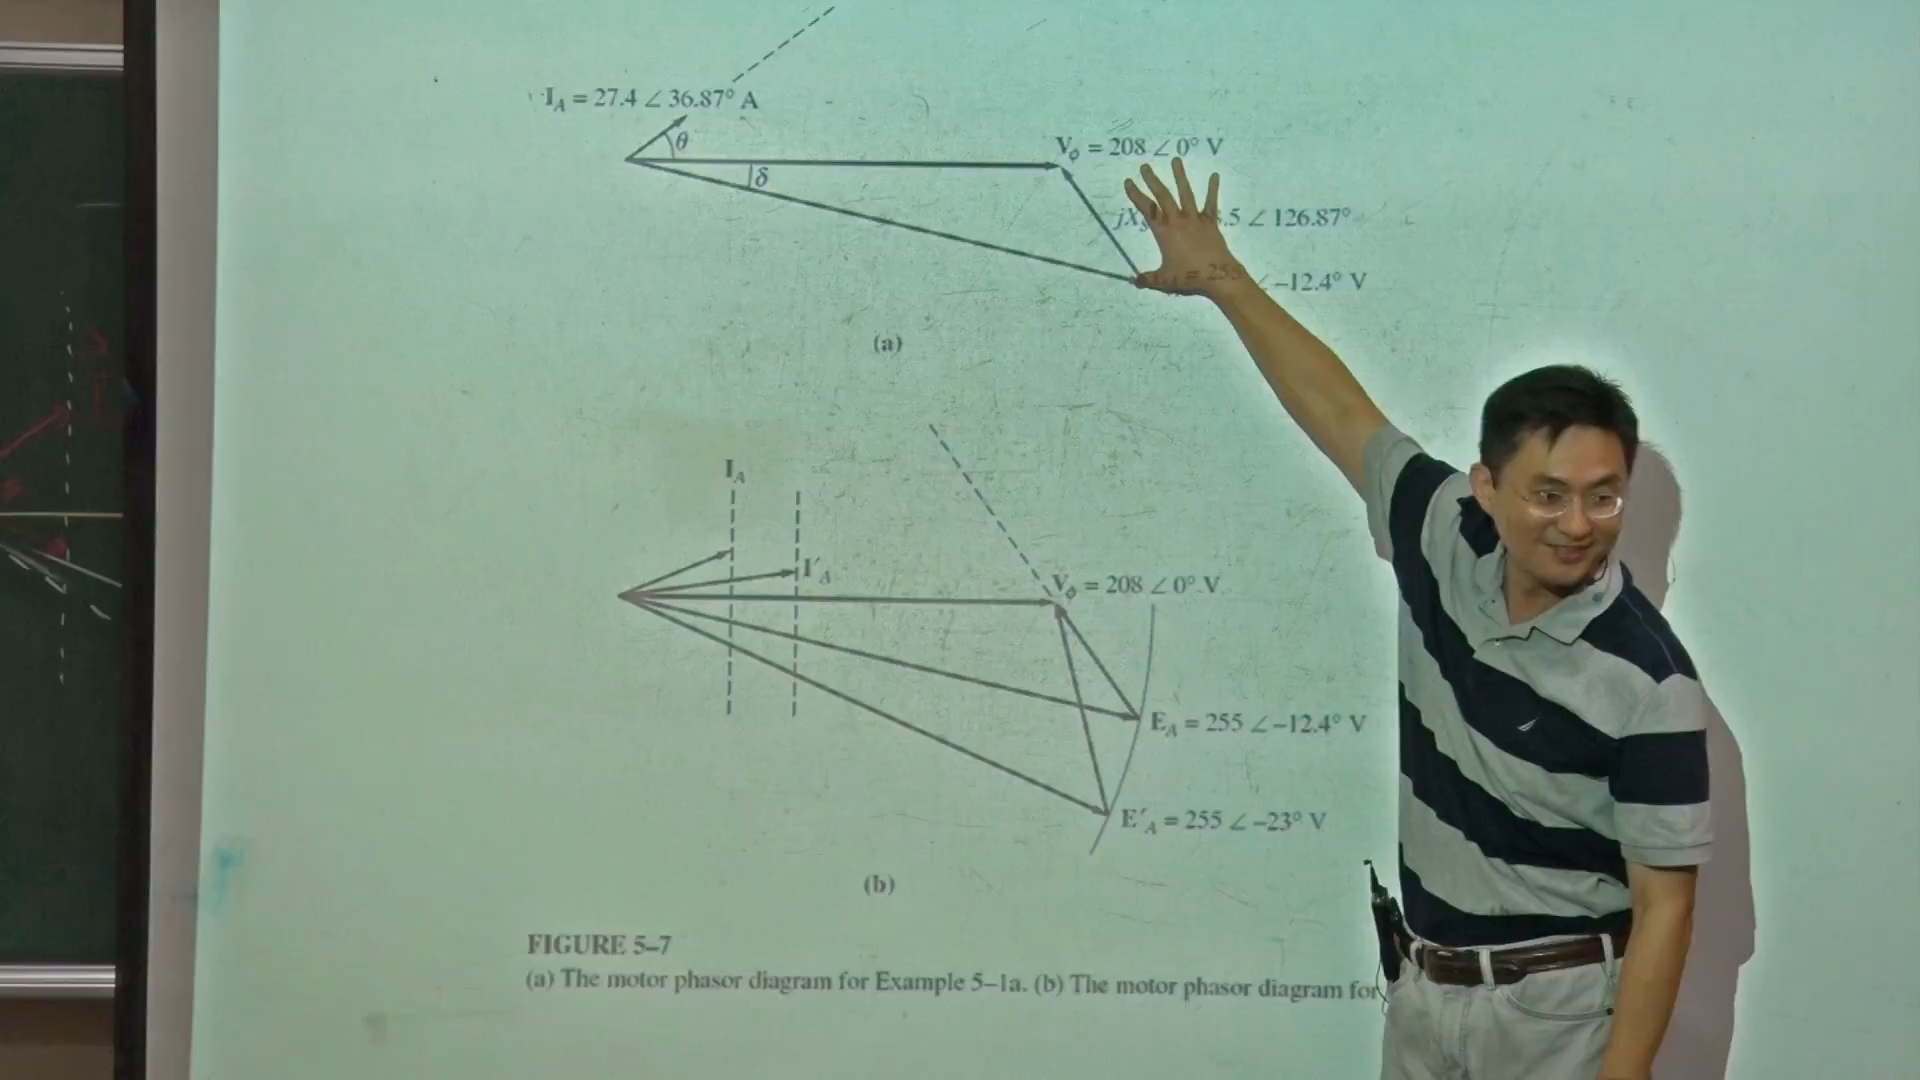 I_A = 27.4 ∠ 36.87° A
θ
V_ϕ = 208 ∠ 0° V
δ
.5 ∠ 126.87°
= 255 ∠ –12.4° V
(a)
I_A
I′_A
V_ϕ = 208 ∠ 0° V
E_A = 255 ∠ –12.4° V
E′_A = 255 ∠ –23° V
(b)
FIGURE 5–7
(a) The motor phasor diagram for Example 5–1a. (b) The motor phasor diagram for